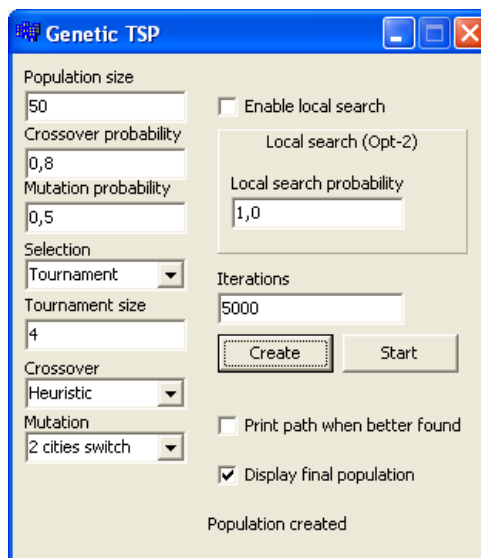 Genetic TSP
Population size
50
Enable local search
Crossover probability
Local search (Opt-2)
0,8
Mutation probability
Local search probability
0,5
1,0
Selection
Tournament
Iterations
Tournament size
5000
4
Create
Start
Crossover
Heuristic
Mutation
Print path when better found
2 cities switch
Display final population
Population created